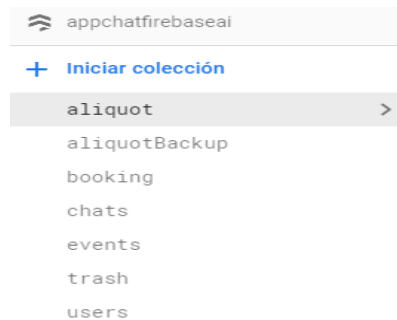 appchatfirebaseai
Iniciar colección
aliquot
aliquotBackup
booking
chats
events
trash
users